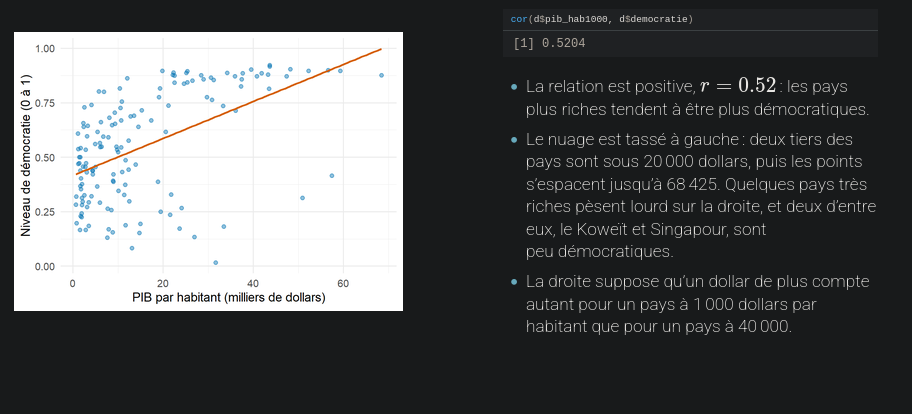 cor(d$pib_hab1000, d$democratie)
[1] 0.5204
Niveau de démocratie (0 à 1)
1.00
0.75
0.50
0.25
0.00
0
20
40
60
PIB par habitant (milliers de dollars)
La relation est positive, r = 0.52 : les pays
plus riches tendent à être plus démocratiques.
Le nuage est tassé à gauche : deux tiers des
pays sont sous 20 000 dollars, puis les points
s’espacent jusqu’à 68 425. Quelques pays très
riches pèsent lourd sur la droite, et deux d’entre
eux, le Koweït et Singapour, sont
peu démocratiques.
La droite suppose qu’un dollar de plus compte
autant pour un pays à 1 000 dollars par
habitant que pour un pays à 40 000.